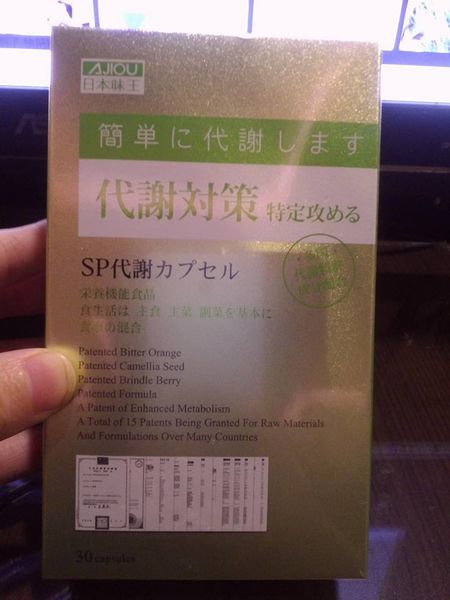 AJIOU
日本味王
簡単に代謝します
代謝対策 特定攻める
SP代謝カプセル
栄養機能食品
食生活は 主食 主菜 副菜を基本に
の混合
Patented Bitter Orange
Patented Camellia Seed
Patented Brindle Berry
Patented Formula
A Patent of Enhanced Metabolism
A Total of 15 Patents Being Granted For Raw Materials
And Formulations Over Many Countries
30 capsules